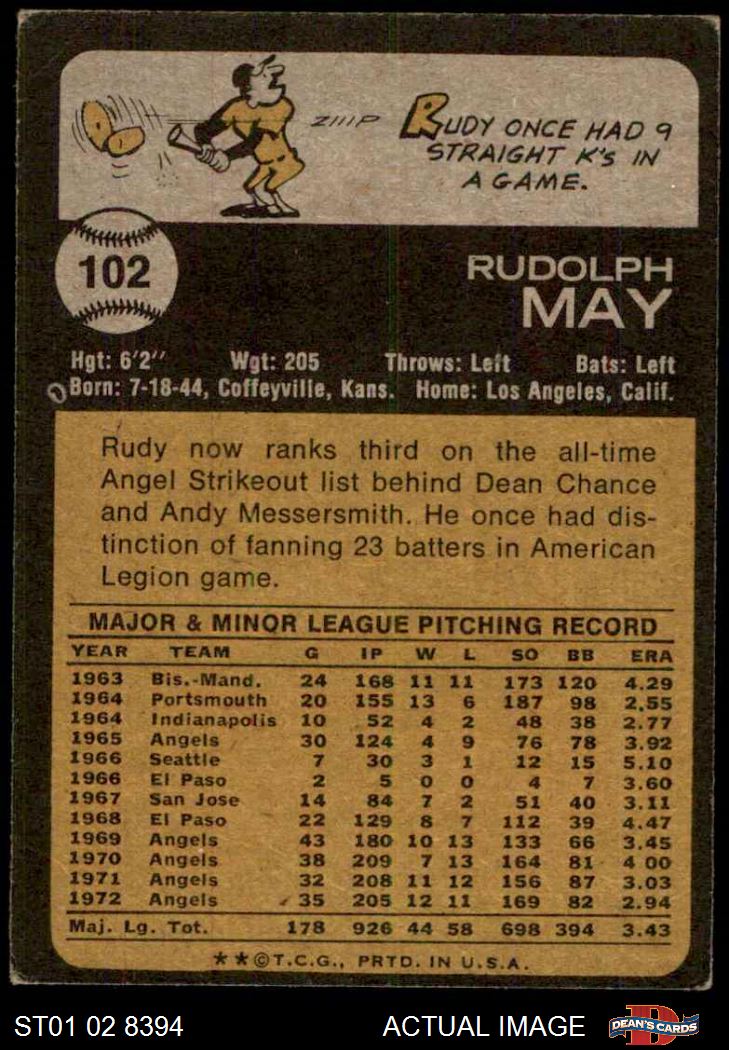 ZIIIP
RUDY ONCE HAD 9
STRAIGHT K's IN
A GAME.
102
RUDOLPH
MAY
Hgt: 6'2" Wgt: 205 Throws: Left Bats: Left
Born: 7-18-44, Coffeyville, Kans. Home: Los Angeles, Calif.
Rudy now ranks third on the all-time
Angel Strikeout list behind Dean Chance
and Andy Messersmith. He once had dis-
tinction of fanning 23 batters in American
Legion game.
MAJOR & MINOR LEAGUE PITCHING RECORD
YEAR TEAM G IP W L SO BB ERA
1963 Bis.-Mand. 24 168 11 11 173 120 4.29
1964 Portsmouth 20 155 13 6 187 98 2.55
1964 Indianapolis 10 52 4 2 48 38 2.77
1965 Angels 30 124 4 9 76 78 3.92
1966 Seattle 7 30 3 1 12 15 5.10
1966 El Paso 2 5 0 0 4 7 3.60
1967 San Jose 14 84 7 2 51 40 3.11
1968 El Paso 22 129 8 7 112 39 4.47
1969 Angels 43 180 10 13 133 66 3.45
1970 Angels 38 209 7 13 164 81 4 00
1971 Angels 32 208 11 12 156 87 3.03
1972 Angels 35 205 12 11 169 82 2.94
Maj. Lg. Tot. 178 926 44 58 698 394 3.43
**©T.C.G., PRTD. IN U.S.A.
ST01 02 8394 ACTUAL IMAGE DEAN'S CARDS